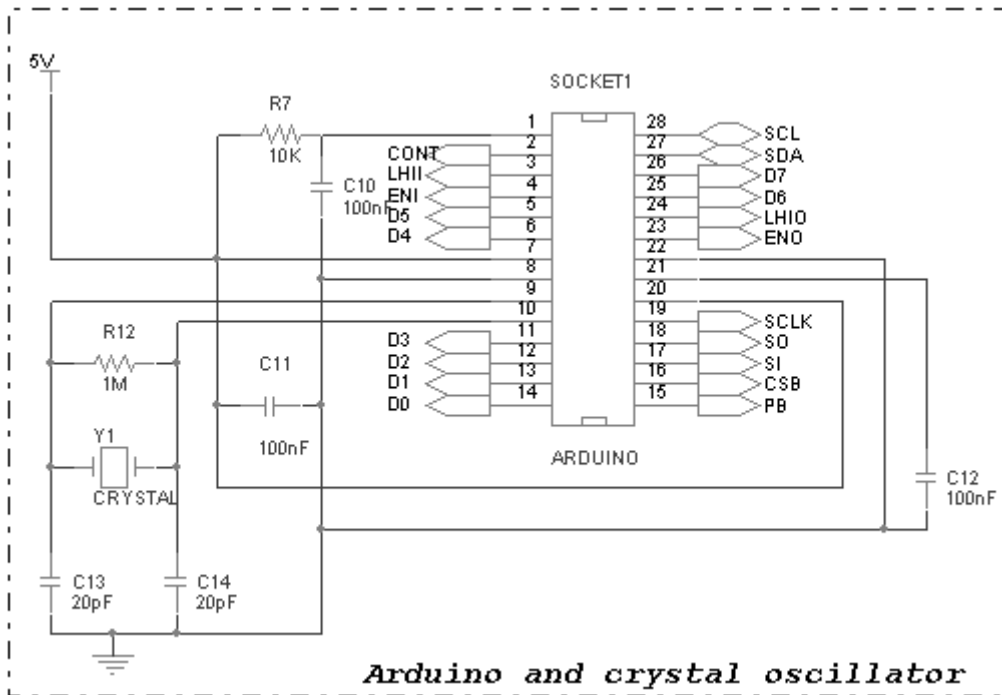 5V
SOCKET1
R7
10K
C10
100nF
1
2
3
4
5
6
7
8
9
10
11
12
13
14
28
27
26
25
24
23
22
21
20
19
18
17
16
15
CONT
LHII
ENI
D5
D4
SCL
SDA
D7
D6
LHIO
ENO
R12
1M
C11
100nF
D3
D2
D1
D0
SCLK
SO
SI
CSB
PB
Y1
CRYSTAL
ARDUINO
C12
100nF
C13
20pF
C14
20pF
Arduino and crystal oscillator